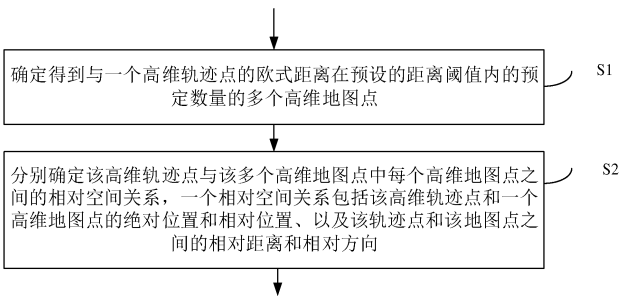 确定得到与一个高维轨迹点的欧式距离在预设的距离阈值内的预
定数量的多个高维地图点
S1
分别确定该高维轨迹点与该多个高维地图点中每个高维地图点之
间的相对空间关系，一个相对空间关系包括该高维轨迹点和一个
高维地图点的绝对位置和相对位置、以及该轨迹点和该地图点之
间的相对距离和相对方向
S2